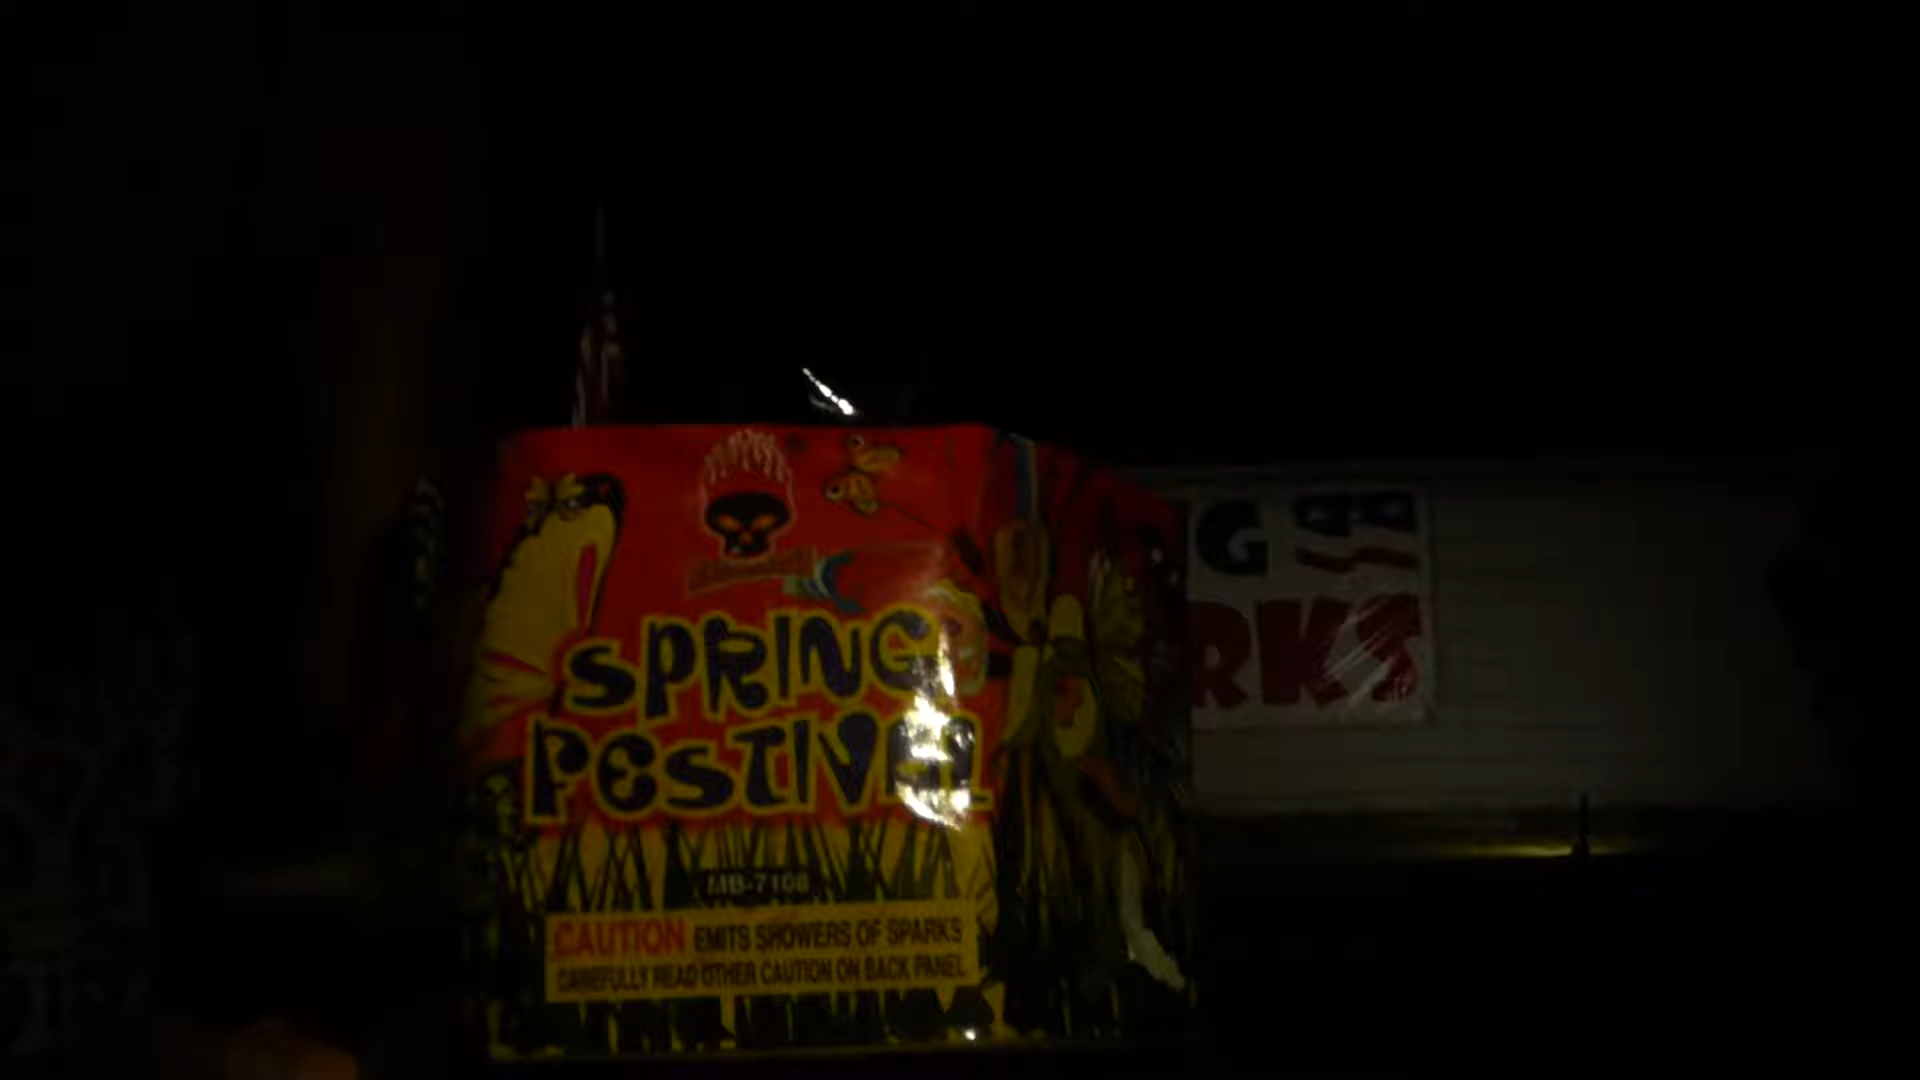 SPRING
FESTIVAL
MB-7108
CAUTION EMITS SHOWERS OF SPARKS
CAREFULLY READ OTHER CAUTION ON BACK PANEL
G
RKS